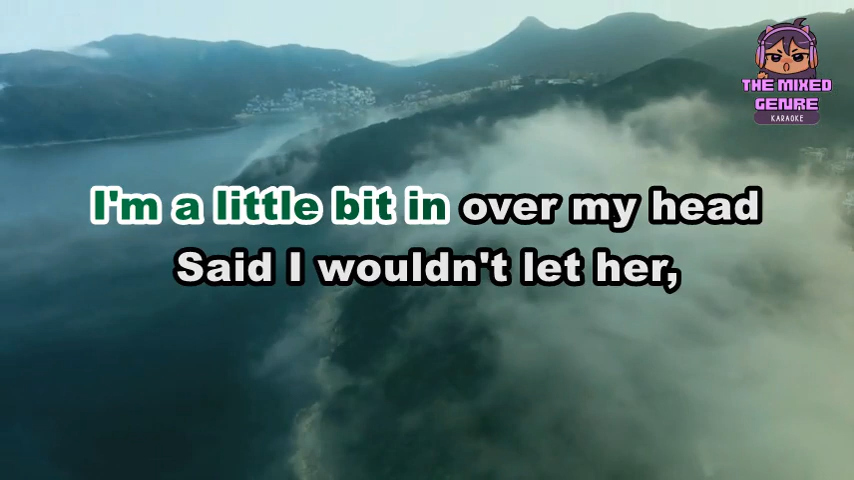 THE MIXED
GENRE
KARAOKE
I'm a little bit in over my head
Said I wouldn't let her,